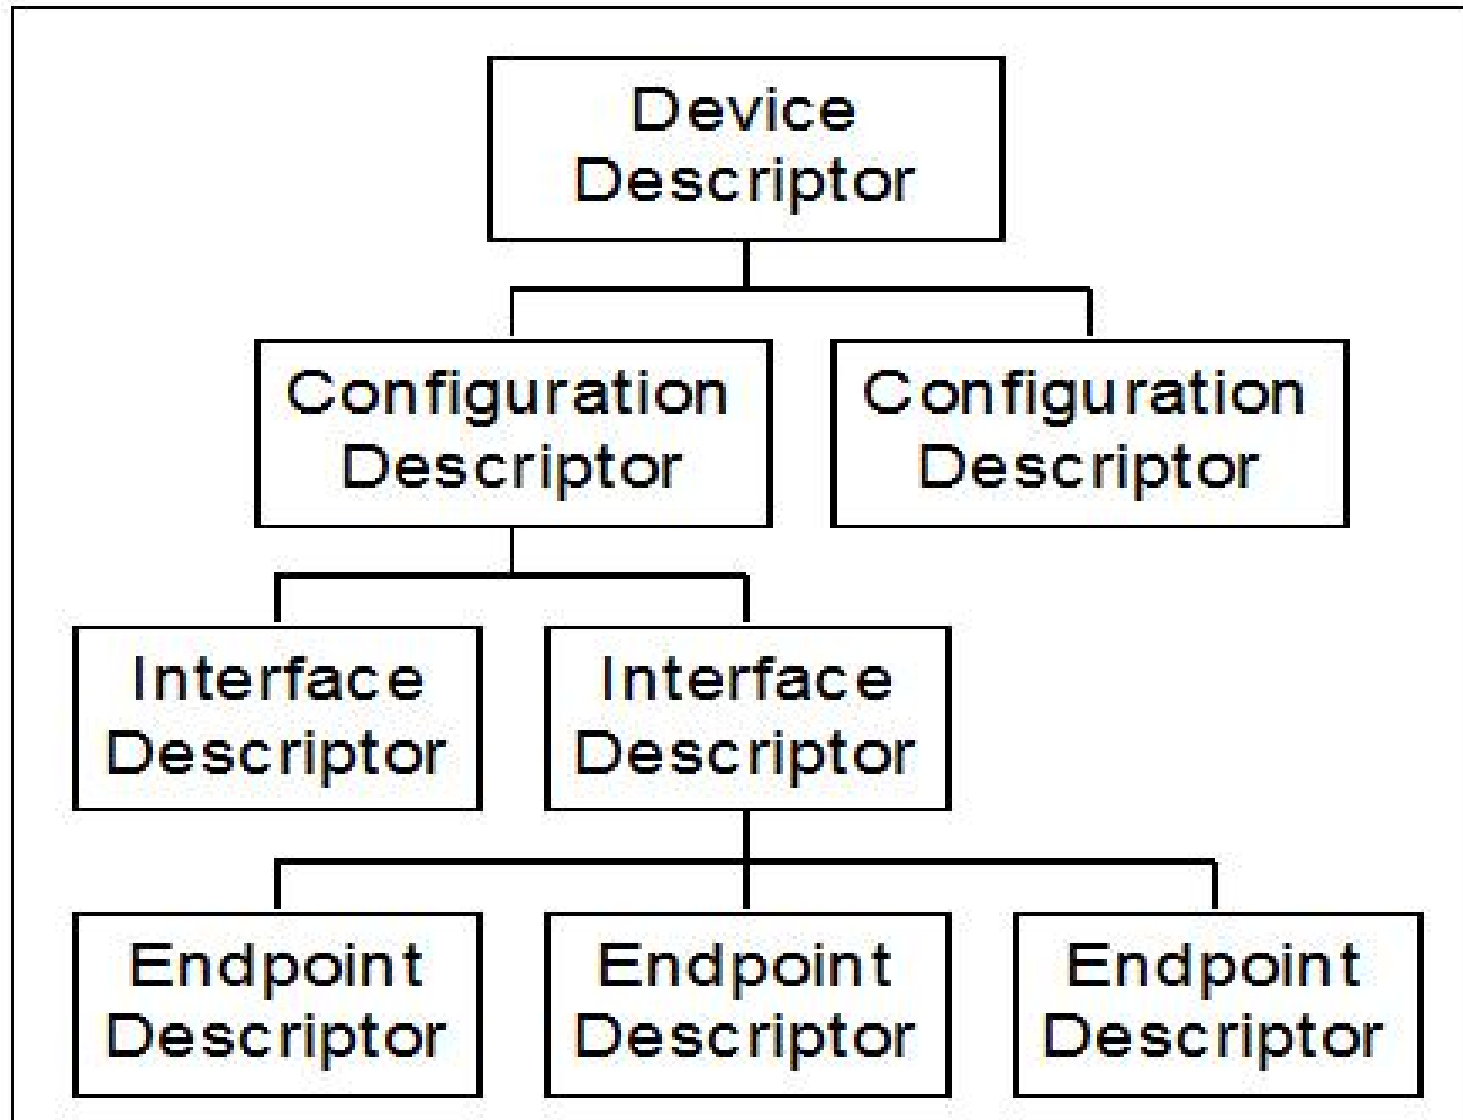 Device
Descriptor
Configuration
Descriptor
Configuration
Descriptor
Interface
Descriptor
Interface
Descriptor
Endpoint
Descriptor
Endpoint
Descriptor
Endpoint
Descriptor